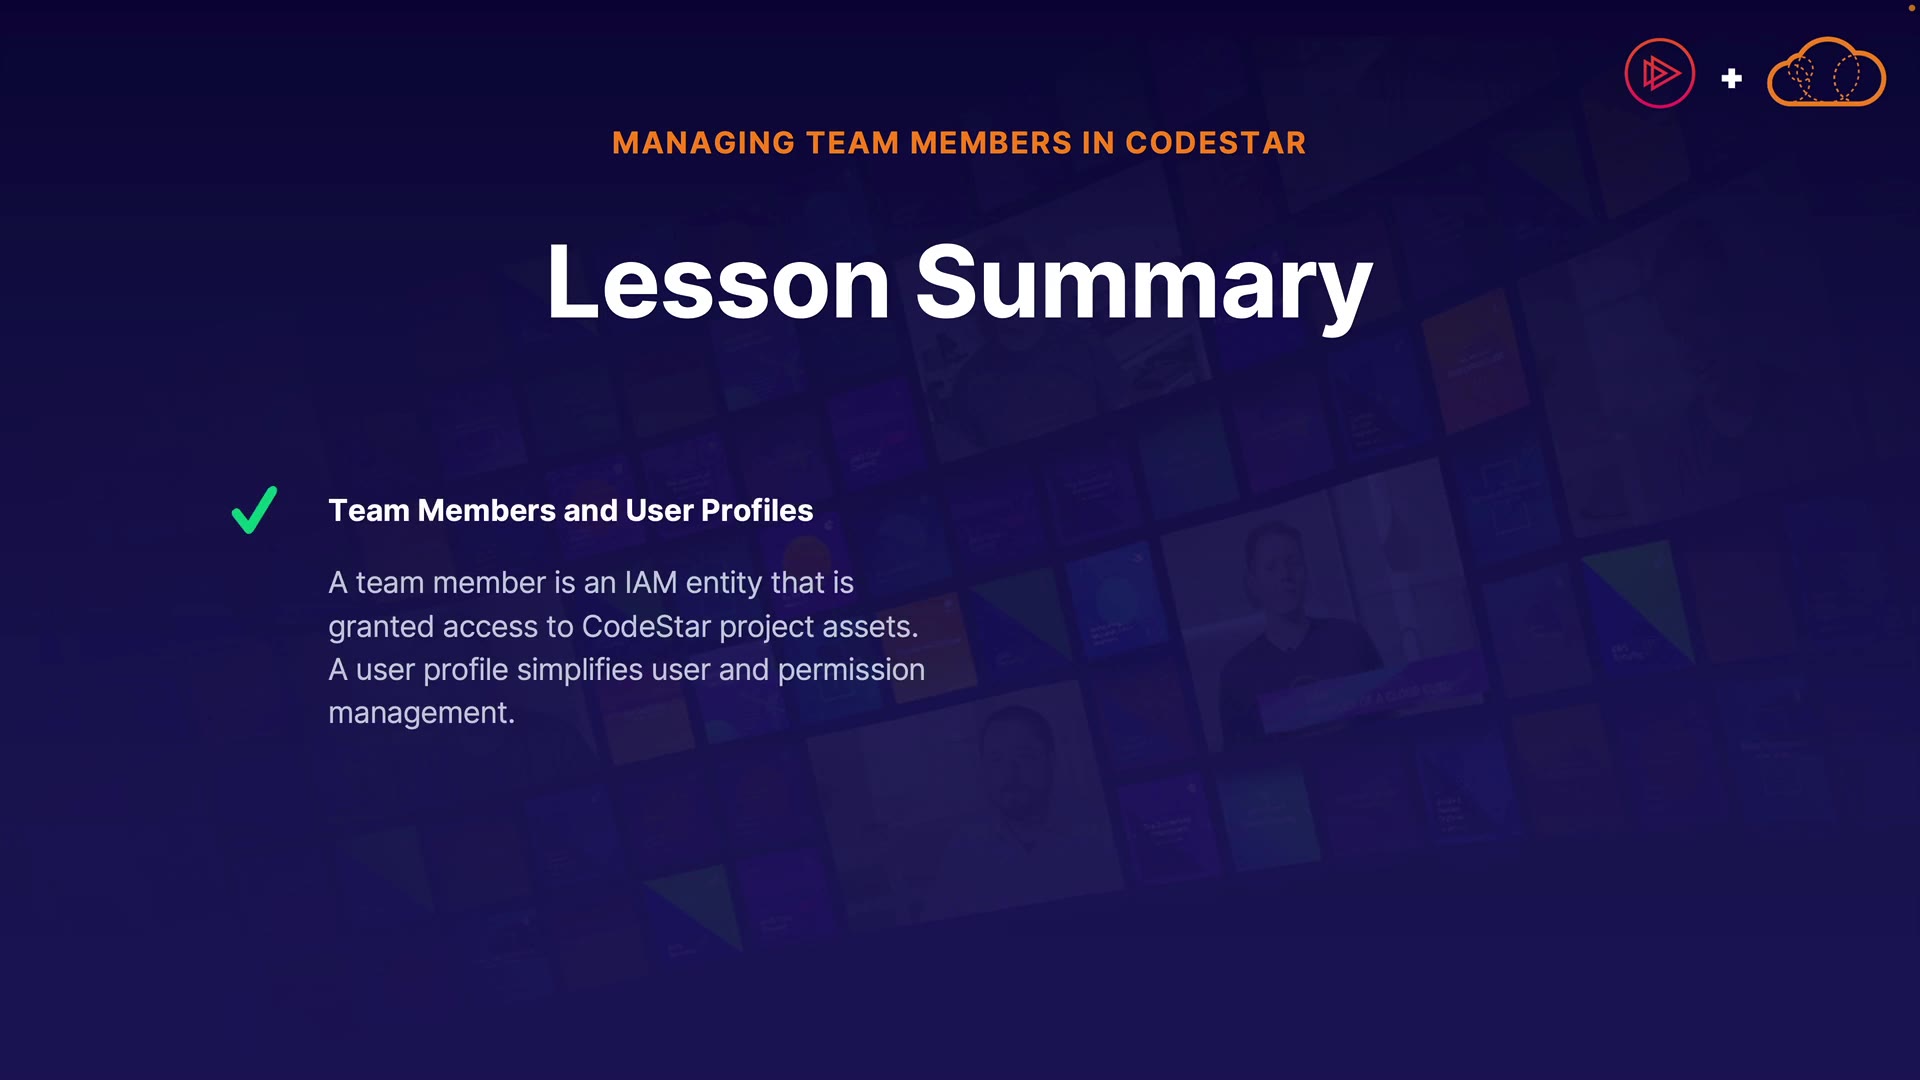 MANAGING TEAM MEMBERS IN CODESTAR
Lesson Summary
Team Members and User Profiles
A team member is an IAM entity that is
granted access to CodeStar project assets.
A user profile simplifies user and permission
management.